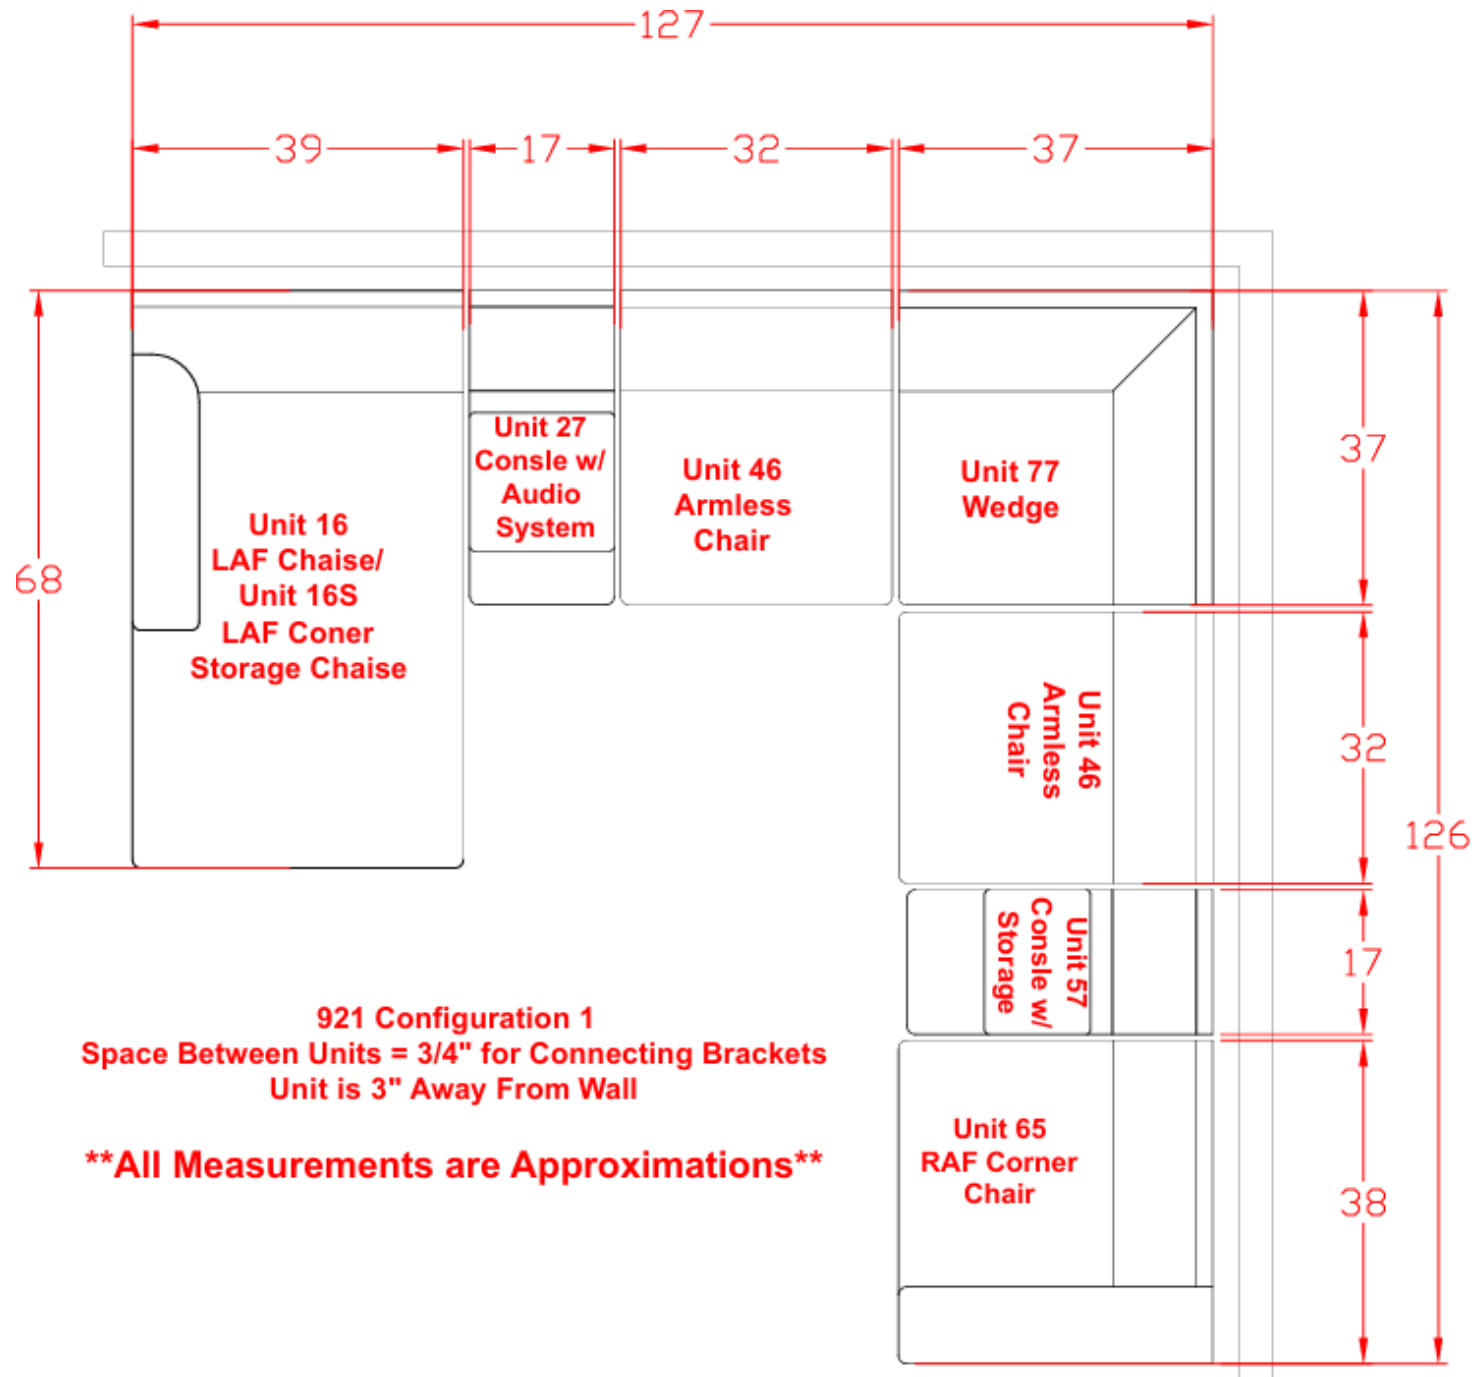 127
39
17
32
37
Unit 27
Consle w/
Audio
System
Unit 46
Armless
Chair
Unit 77
Wedge
37
Unit 16
LAF Chaise/
Unit 16S
LAF Coner
Storage Chaise
68
Unit 46
Armless
Chair
32
126
Unit 57
Consle w/
Storage
17
921 Configuration 1
Space Between Units = 3/4" for Connecting Brackets
Unit is 3" Away From Wall
**All Measurements are Approximations**
Unit 65
RAF Corner
Chair
38